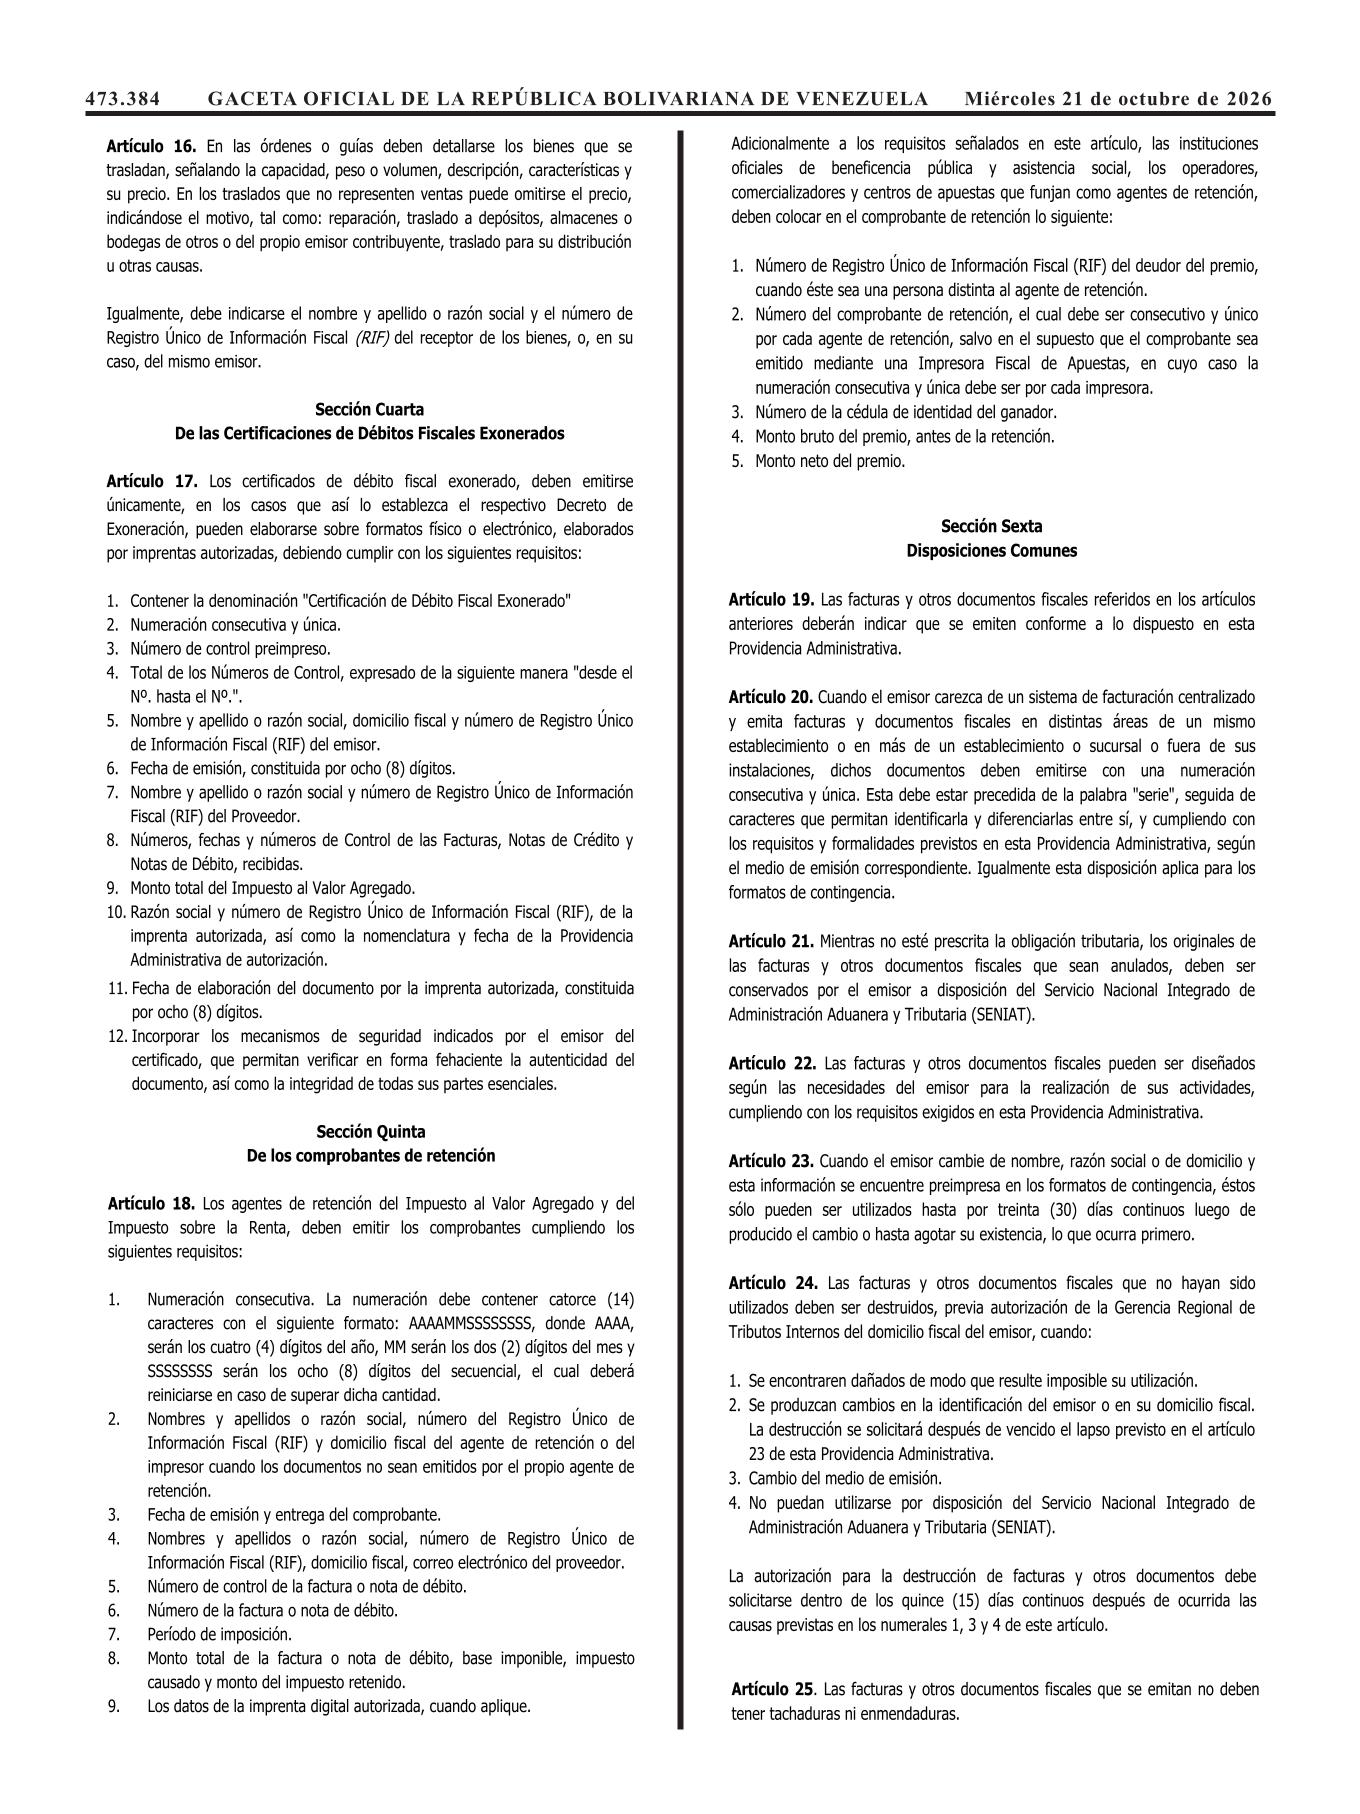 473.384 GACETA OFICIAL DE LA REPÚBLICA BOLIVARIANA DE VENEZUELA Miércoles 21 de octubre de 2026
Artículo 16. En las órdenes o guías deben detallarse los bienes que se
trasladan, señalando la capacidad, peso o volumen, descripción, características y
su precio. En los traslados que no representen ventas puede omitirse el precio,
indicándose el motivo, tal como: reparación, traslado a depósitos, almacenes o
bodegas de otros o del propio emisor contribuyente, traslado para su distribución
u otras causas.
Igualmente, debe indicarse el nombre y apellido o razón social y el número de
Registro Único de Información Fiscal (RIF) del receptor de los bienes, o, en su
caso, del mismo emisor.
Sección Cuarta
De las Certificaciones de Débitos Fiscales Exonerados
Artículo 17. Los certificados de débito fiscal exonerado, deben emitirse
únicamente, en los casos que así lo establezca el respectivo Decreto de
Exoneración, pueden elaborarse sobre formatos físico o electrónico, elaborados
por imprentas autorizadas, debiendo cumplir con los siguientes requisitos:
1. Contener la denominación "Certificación de Débito Fiscal Exonerado"
2. Numeración consecutiva y única.
3. Número de control preimpreso.
4. Total de los Números de Control, expresado de la siguiente manera "desde el
Nº. hasta el Nº.".
5. Nombre y apellido o razón social, domicilio fiscal y número de Registro Único
de Información Fiscal (RIF) del emisor.
6. Fecha de emisión, constituida por ocho (8) dígitos.
7. Nombre y apellido o razón social y número de Registro Único de Información
Fiscal (RIF) del Proveedor.
8. Números, fechas y números de Control de las Facturas, Notas de Crédito y
Notas de Débito, recibidas.
9. Monto total del Impuesto al Valor Agregado.
10. Razón social y número de Registro Único de Información Fiscal (RIF), de la
imprenta autorizada, así como la nomenclatura y fecha de la Providencia
Administrativa de autorización.
11. Fecha de elaboración del documento por la imprenta autorizada, constituida
por ocho (8) dígitos.
12. Incorporar los mecanismos de seguridad indicados por el emisor del
certificado, que permitan verificar en forma fehaciente la autenticidad del
documento, así como la integridad de todas sus partes esenciales.
Sección Quinta
De los comprobantes de retención
Artículo 18. Los agentes de retención del Impuesto al Valor Agregado y del
Impuesto sobre la Renta, deben emitir los comprobantes cumpliendo los
siguientes requisitos:
1. Numeración consecutiva. La numeración debe contener catorce (14)
caracteres con el siguiente formato: AAAAMMSSSSSSSS, donde AAAA,
serán los cuatro (4) dígitos del año, MM serán los dos (2) dígitos del mes y
SSSSSSSS serán los ocho (8) dígitos del secuencial, el cual deberá
reiniciarse en caso de superar dicha cantidad.
2. Nombres y apellidos o razón social, número del Registro Único de
Información Fiscal (RIF) y domicilio fiscal del agente de retención o del
impresor cuando los documentos no sean emitidos por el propio agente de
retención.
3. Fecha de emisión y entrega del comprobante.
4. Nombres y apellidos o razón social, número de Registro Único de
Información Fiscal (RIF), domicilio fiscal, correo electrónico del proveedor.
5. Número de control de la factura o nota de débito.
6. Número de la factura o nota de débito.
7. Período de imposición.
8. Monto total de la factura o nota de débito, base imponible, impuesto
causado y monto del impuesto retenido.
9. Los datos de la imprenta digital autorizada, cuando aplique.
Adicionalmente a los requisitos señalados en este artículo, las instituciones
oficiales de beneficencia pública y asistencia social, los operadores,
comercializadores y centros de apuestas que funjan como agentes de retención,
deben colocar en el comprobante de retención lo siguiente:
1. Número de Registro Único de Información Fiscal (RIF) del deudor del premio,
cuando éste sea una persona distinta al agente de retención.
2. Número del comprobante de retención, el cual debe ser consecutivo y único
por cada agente de retención, salvo en el supuesto que el comprobante sea
emitido mediante una Impresora Fiscal de Apuestas, en cuyo caso la
numeración consecutiva y única debe ser por cada impresora.
3. Número de la cédula de identidad del ganador.
4. Monto bruto del premio, antes de la retención.
5. Monto neto del premio.
Sección Sexta
Disposiciones Comunes
Artículo 19. Las facturas y otros documentos fiscales referidos en los artículos
anteriores deberán indicar que se emiten conforme a lo dispuesto en esta
Providencia Administrativa.
Artículo 20. Cuando el emisor carezca de un sistema de facturación centralizado
y emita facturas y documentos fiscales en distintas áreas de un mismo
establecimiento o en más de un establecimiento o sucursal o fuera de sus
instalaciones, dichos documentos deben emitirse con una numeración
consecutiva y única. Esta debe estar precedida de la palabra "serie", seguida de
caracteres que permitan identificarla y diferenciarlas entre sí, y cumpliendo con
los requisitos y formalidades previstos en esta Providencia Administrativa, según
el medio de emisión correspondiente. Igualmente esta disposición aplica para los
formatos de contingencia.
Artículo 21. Mientras no esté prescrita la obligación tributaria, los originales de
las facturas y otros documentos fiscales que sean anulados, deben ser
conservados por el emisor a disposición del Servicio Nacional Integrado de
Administración Aduanera y Tributaria (SENIAT).
Artículo 22. Las facturas y otros documentos fiscales pueden ser diseñados
según las necesidades del emisor para la realización de sus actividades,
cumpliendo con los requisitos exigidos en esta Providencia Administrativa.
Artículo 23. Cuando el emisor cambie de nombre, razón social o de domicilio y
esta información se encuentre preimpresa en los formatos de contingencia, éstos
sólo pueden ser utilizados hasta por treinta (30) días continuos luego de
producido el cambio o hasta agotar su existencia, lo que ocurra primero.
Artículo 24. Las facturas y otros documentos fiscales que no hayan sido
utilizados deben ser destruidos, previa autorización de la Gerencia Regional de
Tributos Internos del domicilio fiscal del emisor, cuando:
1. Se encontraren dañados de modo que resulte imposible su utilización.
2. Se produzcan cambios en la identificación del emisor o en su domicilio fiscal.
La destrucción se solicitará después de vencido el lapso previsto en el artículo
23 de esta Providencia Administrativa.
3. Cambio del medio de emisión.
4. No puedan utilizarse por disposición del Servicio Nacional Integrado de
Administración Aduanera y Tributaria (SENIAT).
La autorización para la destrucción de facturas y otros documentos debe
solicitarse dentro de los quince (15) días continuos después de ocurrida las
causas previstas en los numerales 1, 3 y 4 de este artículo.
Artículo 25. Las facturas y otros documentos fiscales que se emitan no deben
tener tachaduras ni enmendaduras.